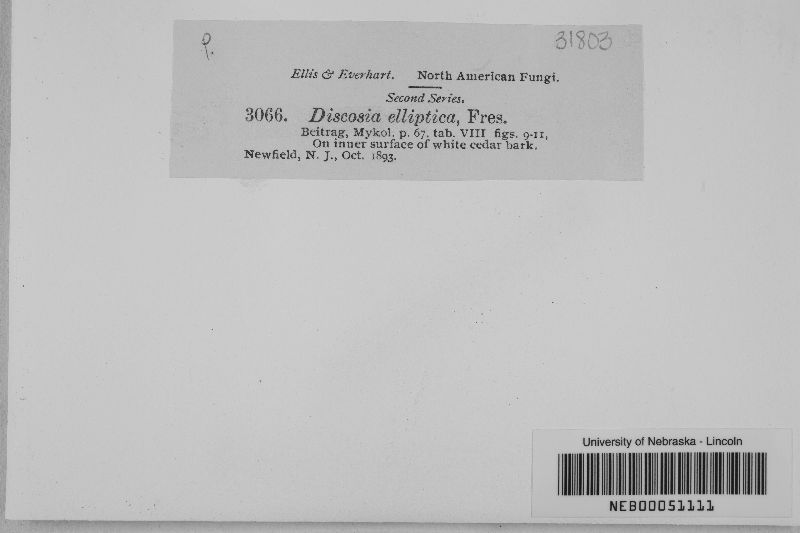 P.
31803
Ellis & Everhart. North American Fungi.
Second Series.
3066. Discosia elliptica, Fres.
Beitrag, Mykol. p. 67, tab. VIII figs. 9-11,
On inner surface of white cedar bark.
Newfield, N. J., Oct. 1893.
University of Nebraska - Lincoln
NEB00051111